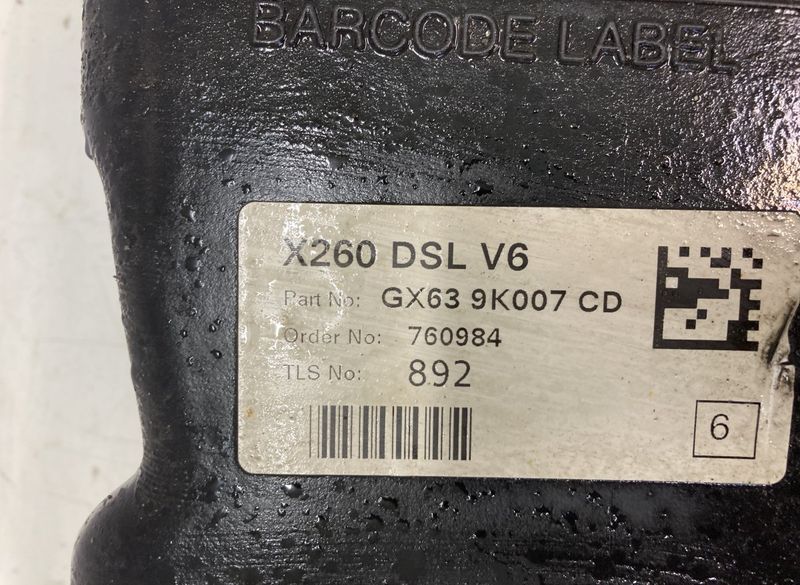 BARCODE LABEL
X260 DSL V6
Part No: GX63 9K007 CD
Order No: 760984
TLS No: 892
6